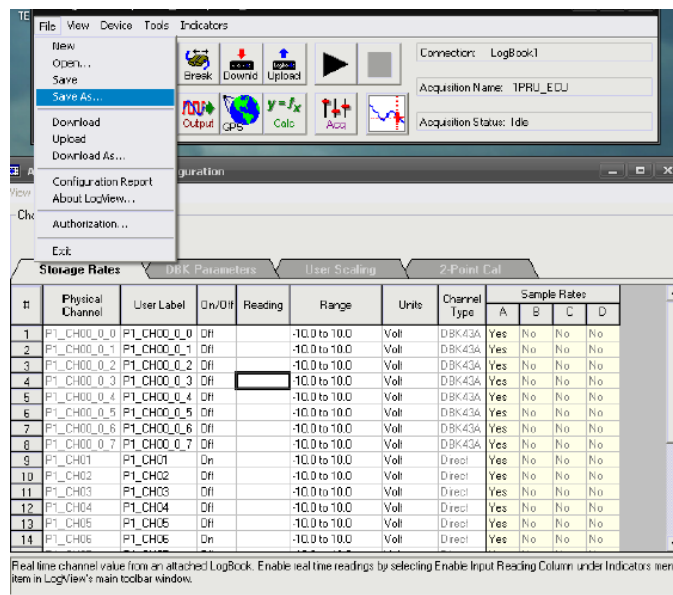 TE
File View Device Tools Indicators
New
Open...
Save
Save As...
Download
Upload
Download As...
Configuration Report
About LogView...
Authorization...
Exit
Break Downld Upload
Output GPS y=fx Calc Acq
Connection: LogBook1
Acquisition Name: 1PRU_ECU
Acquisition Status: Idle
View
Storage Rates DBK Parameters User Scaling 2-Point Cal
# Physical Channel User Label On/Off Reading Range Units Channel Type Sample Rates
A B C D
1 P1_CH00_0_0 P1_CH00_0_0 Off -10.0 to 10.0 Volt DBK43A Yes No No No
2 P1_CH00_0_1 P1_CH00_0_1 Off -10.0 to 10.0 Volt DBK43A Yes No No No
3 P1_CH00_0_2 P1_CH00_0_2 Off -10.0 to 10.0 Volt DBK43A Yes No No No
4 P1_CH00_0_3 P1_CH00_0_3 Off -10.0 to 10.0 Volt DBK43A Yes No No No
5 P1_CH00_0_4 P1_CH00_0_4 Off -10.0 to 10.0 Volt DBK43A Yes No No No
6 P1_CH00_0_5 P1_CH00_0_5 Off -10.0 to 10.0 Volt DBK43A Yes No No No
7 P1_CH00_0_6 P1_CH00_0_6 Off -10.0 to 10.0 Volt DBK43A Yes No No No
8 P1_CH00_0_7 P1_CH00_0_7 Off -10.0 to 10.0 Volt DBK43A Yes No No No
9 P1_CH01 P1_CH01 On -10.0 to 10.0 Volt Direct Yes No No No
10 P1_CH02 P1_CH02 Off -10.0 to 10.0 Volt Direct Yes No No No
11 P1_CH03 P1_CH03 Off -10.0 to 10.0 Volt Direct Yes No No No
12 P1_CH04 P1_CH04 Off -10.0 to 10.0 Volt Direct Yes No No No
13 P1_CH05 P1_CH05 Off -10.0 to 10.0 Volt Direct Yes No No No
14 P1_CH06 P1_CH06 On -10.0 to 10.0 Volt Direct Yes No No No
Real time channel value from an attached LogBook. Enable real time readings by selecting Enable Input Reading Column under Indicators men
item in LogView's main toolbar window.